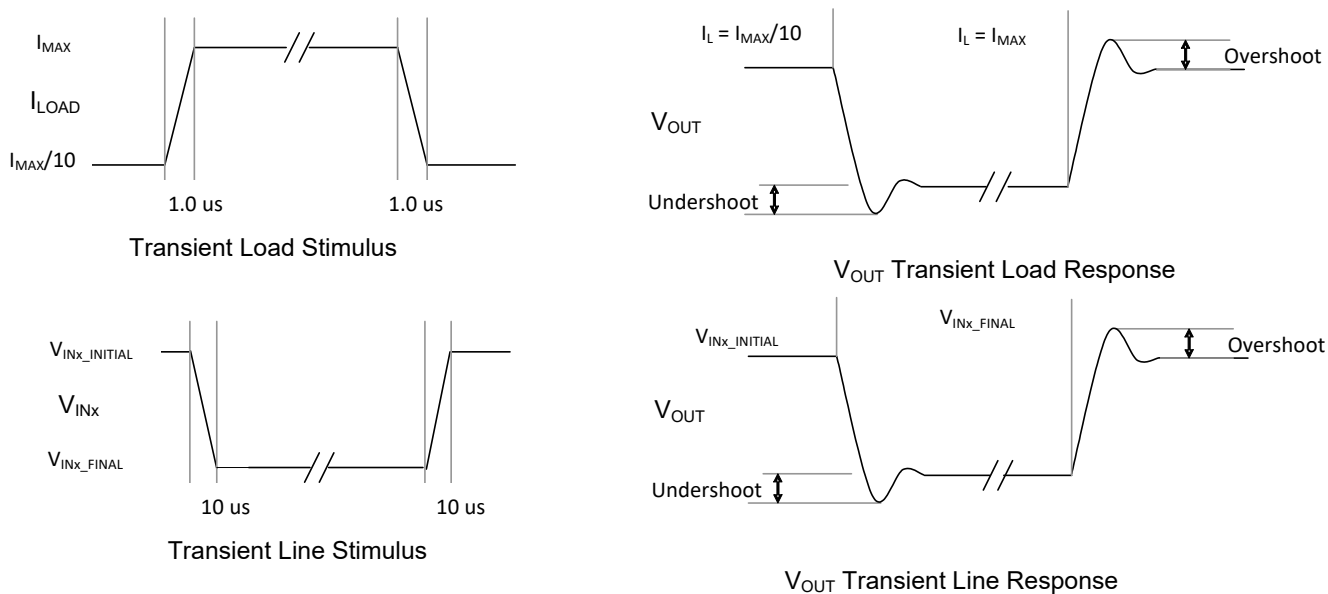 I_MAX
I_LOAD
I_MAX/10
1.0 us
1.0 us
Transient Load Stimulus
I_L = I_MAX/10
I_L = I_MAX
Overshoot
V_OUT
Undershoot
V_OUT Transient Load Response
V_INx_INITIAL
V_INx
V_INx_FINAL
10 us
10 us
Transient Line Stimulus
V_INx_INITIAL
V_INx_FINAL
Overshoot
V_OUT
Undershoot
V_OUT Transient Line Response